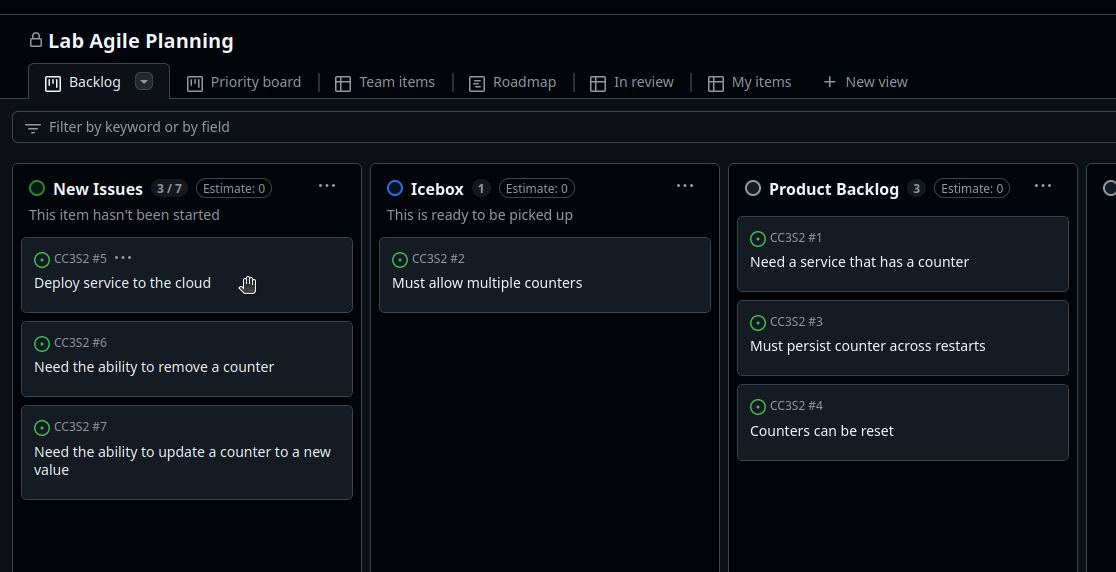 Lab Agile Planning
Backlog
Priority board
Team items
Roadmap
In review
My items
New view
Filter by keyword or by field
New Issues 3 / 7 Estimate: 0
This item hasn't been started
CC3S2 #5
Deploy service to the cloud
CC3S2 #6
Need the ability to remove a counter
CC3S2 #7
Need the ability to update a counter to a new
value
Icebox 1 Estimate: 0
This is ready to be picked up
CC3S2 #2
Must allow multiple counters
Product Backlog 3 Estimate: 0
CC3S2 #1
Need a service that has a counter
CC3S2 #3
Must persist counter across restarts
CC3S2 #4
Counters can be reset